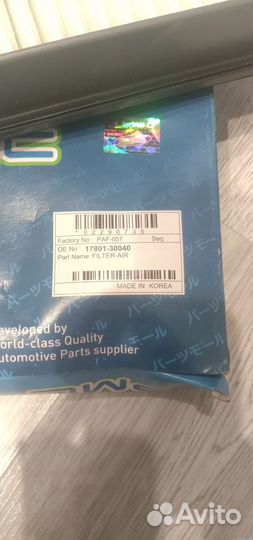 *02290735
Factory No : PAF-057 Seq:
OE No : 17801-30040
Part Name :FILTER-AIR
MADE IN :KOREA
パーツモール
eveloped by
orld-class Quality
utomotive Parts supplier
Avito